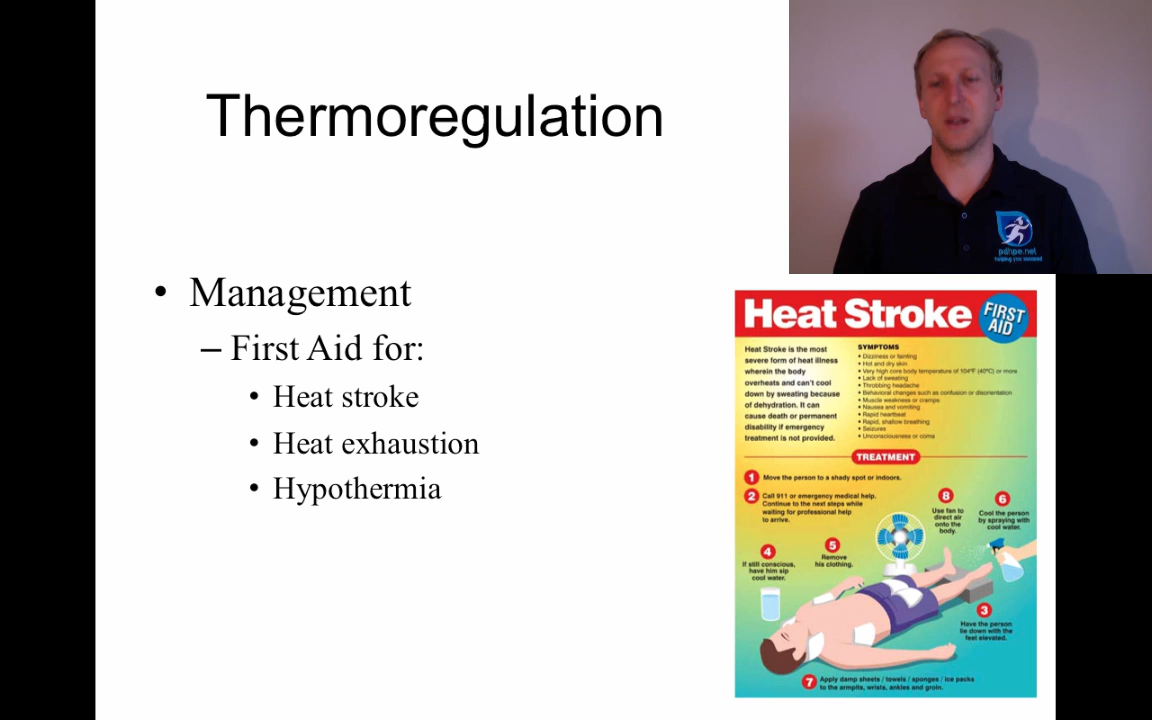 Thermoregulation
• Management
– First Aid for:
• Heat stroke
• Heat exhaustion
• Hypothermia
pdhpe.net
helping you succeed
Heat Stroke
FIRST
AID
Heat Stroke is the most
severe form of heat illness
wherein the body
overheats and can't cool
down by sweating because
of dehydration. It can
cause death or permanent
disability if emergency
treatment is not provided.
SYMPTOMS
• Dizziness or fainting
• Hot and dry skin
• Very high core body temperature of 104ºF (40ºC) or more
• Lack of sweating
• Throbbing headache
• Behavioral changes such as confusion or disorientation
• Muscle weakness or cramps
• Nausea and vomiting
• Rapid heartbeat
• Rapid, shallow breathing
• Seizures
• Unconsciousness or coma
TREATMENT
1 Move the person to a shady spot or indoors.
2 Call 911 or emergency medical help.
Continue to the next steps while
waiting for professional help
to arrive.
8
Use fan to
direct air
onto the
body.
6
Cool the person
by spraying with
cool water.
4
If still conscious,
have him sip
cool water.
5
Remove
his clothing.
3
Have the person
lie down with the
feet elevated.
7 Apply damp sheets / towels / sponges / ice packs
to the armpits, wrists, ankles and groin.